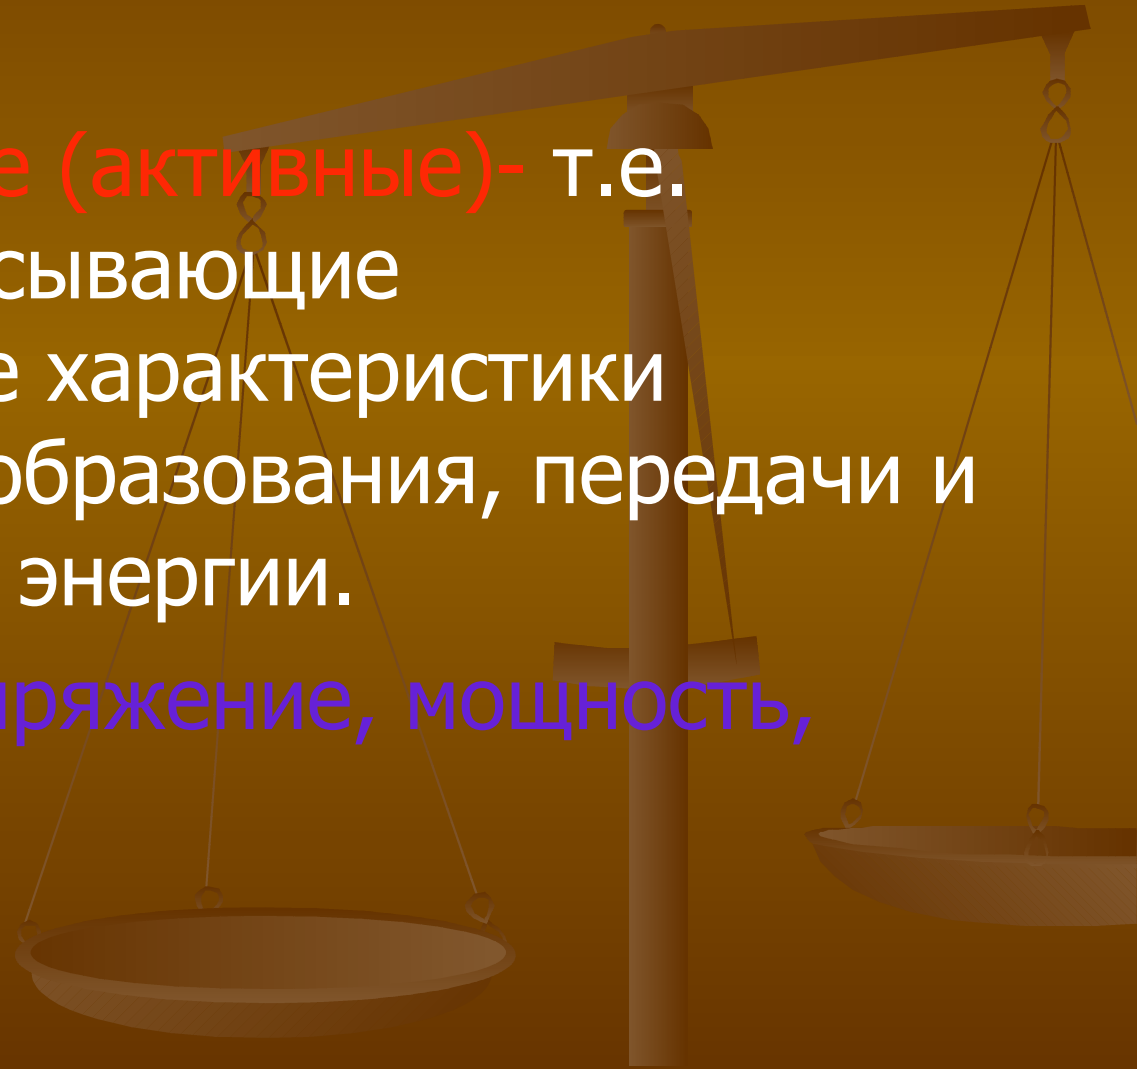 е (активные)- т.е.
сывающие
е характеристики
образования, передачи и
энергии.
пряжение, мощность,